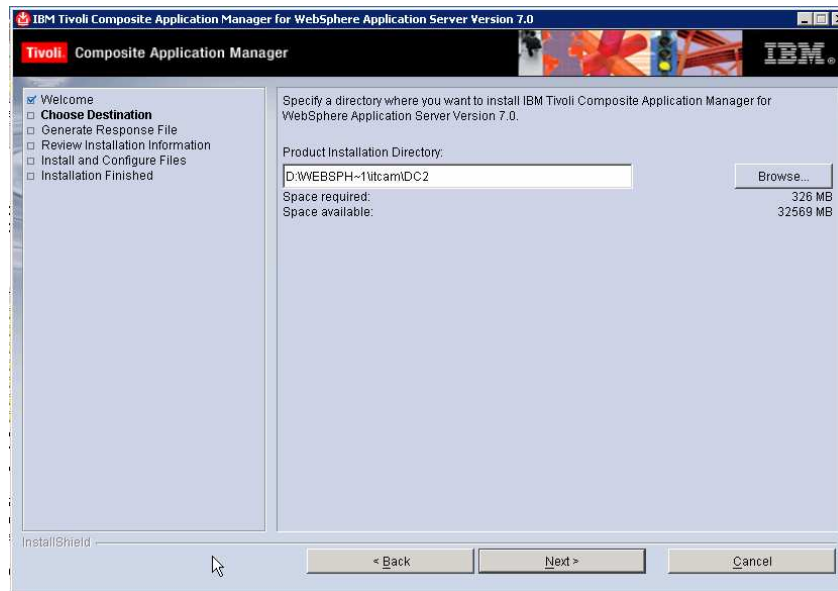 IBM Tivoli Composite Application Manager for WebSphere Application Server Version 7.0
Tivoli. Composite Application Manager
IBM.
Welcome
Choose Destination
Generate Response File
Review Installation Information
Install and Configure Files
Installation Finished
Specify a directory where you want to install IBM Tivoli Composite Application Manager for
WebSphere Application Server Version 7.0.
Product Installation Directory:
D:\WEBSPH~1\itcam\DC2
Browse...
Space required: 326 MB
Space available: 32569 MB
InstallShield
< Back
Next >
Cancel